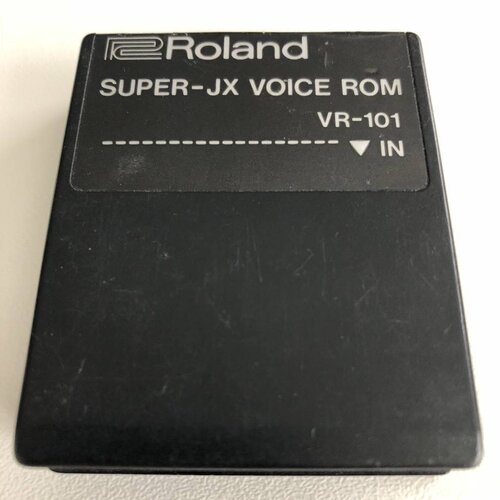 Roland
SUPER-JX VOICE ROM
VR-101
------------------- ▼ IN